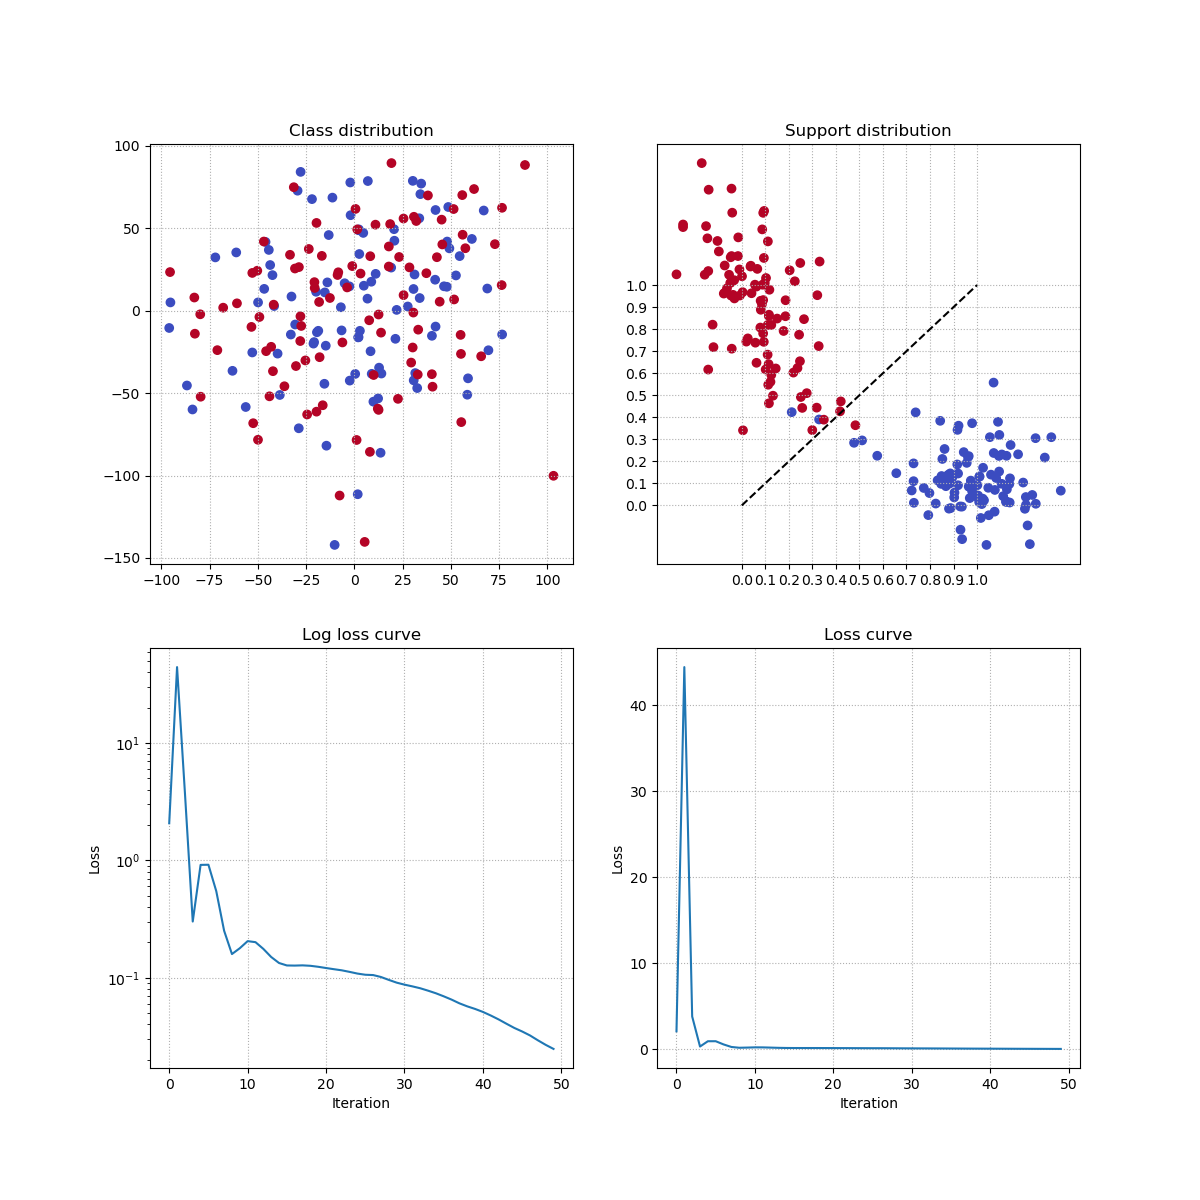 Class distribution
100
50
0
−50
−100
−150
−100 −75 −50 −25 0 25 50 75 100
Support distribution
1.0
0.9
0.8
0.7
0.6
0.5
0.4
0.3
0.2
0.1
0.0
0.0 0.1 0.2 0.3 0.4 0.5 0.6 0.7 0.8 0.9 1.0
Log loss curve
Loss
10¹
10⁰
10⁻¹
0 10 20 30 40 50
Iteration
Loss curve
Loss
40
30
20
10
0
0 10 20 30 40 50
Iteration